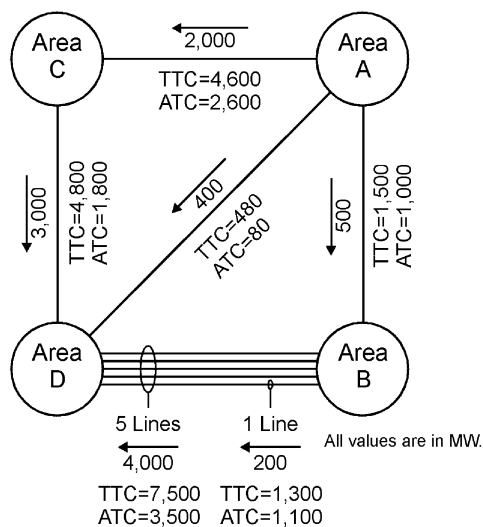 Area
C
2,000
TTC=4,600
ATC=2,600
Area
A
3,000
TTC=4,800
ATC=1,800
400
TTC=480
ATC=80
500
TTC=1,500
ATC=1,000
Area
D
Area
B
5 Lines
4,000
TTC=7,500
ATC=3,500
1 Line
200
TTC=1,300
ATC=1,100
All values are in MW.